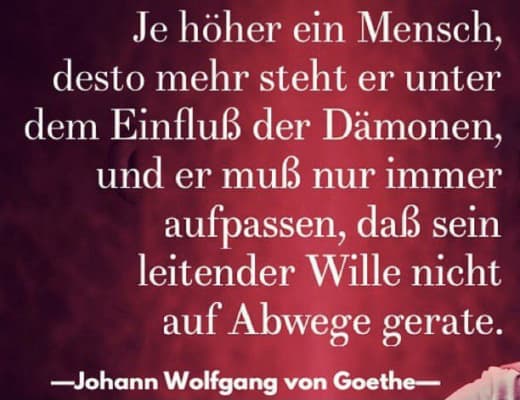 Je höher ein Mensch,
desto mehr steht er unter
dem Einfluß der Dämonen,
und er muß nur immer
aufpassen, daß sein
leitender Wille nicht
auf Abwege gerate.
—Johann Wolfgang von Goethe—